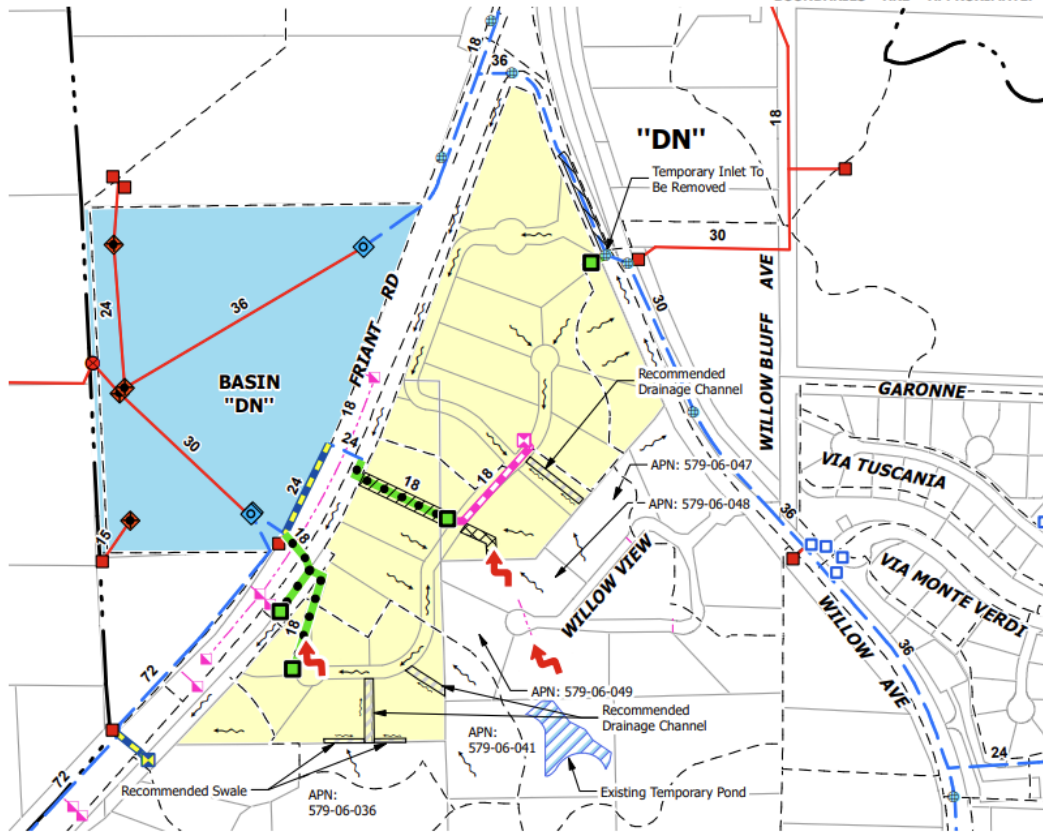 18
36
"DN"
Temporary Inlet To
Be Removed
18
30
24
36
FRIANT RD
30
WILLOW BLUFF AVE
BASIN
"DN"
18
Recommended
Drainage Channel
GARONNE
30
24
24
18
18
APN: 579-06-047
VIA TUSCANIA
APN: 579-06-048
36
15
18
WILLOW VIEW
VIA MONTE VERDI
18
WILLOW AVE
36
72
APN: 579-06-049
Recommended
Drainage Channel
APN:
579-06-041
24
72
Recommended Swale
APN:
579-06-036
Existing Temporary Pond